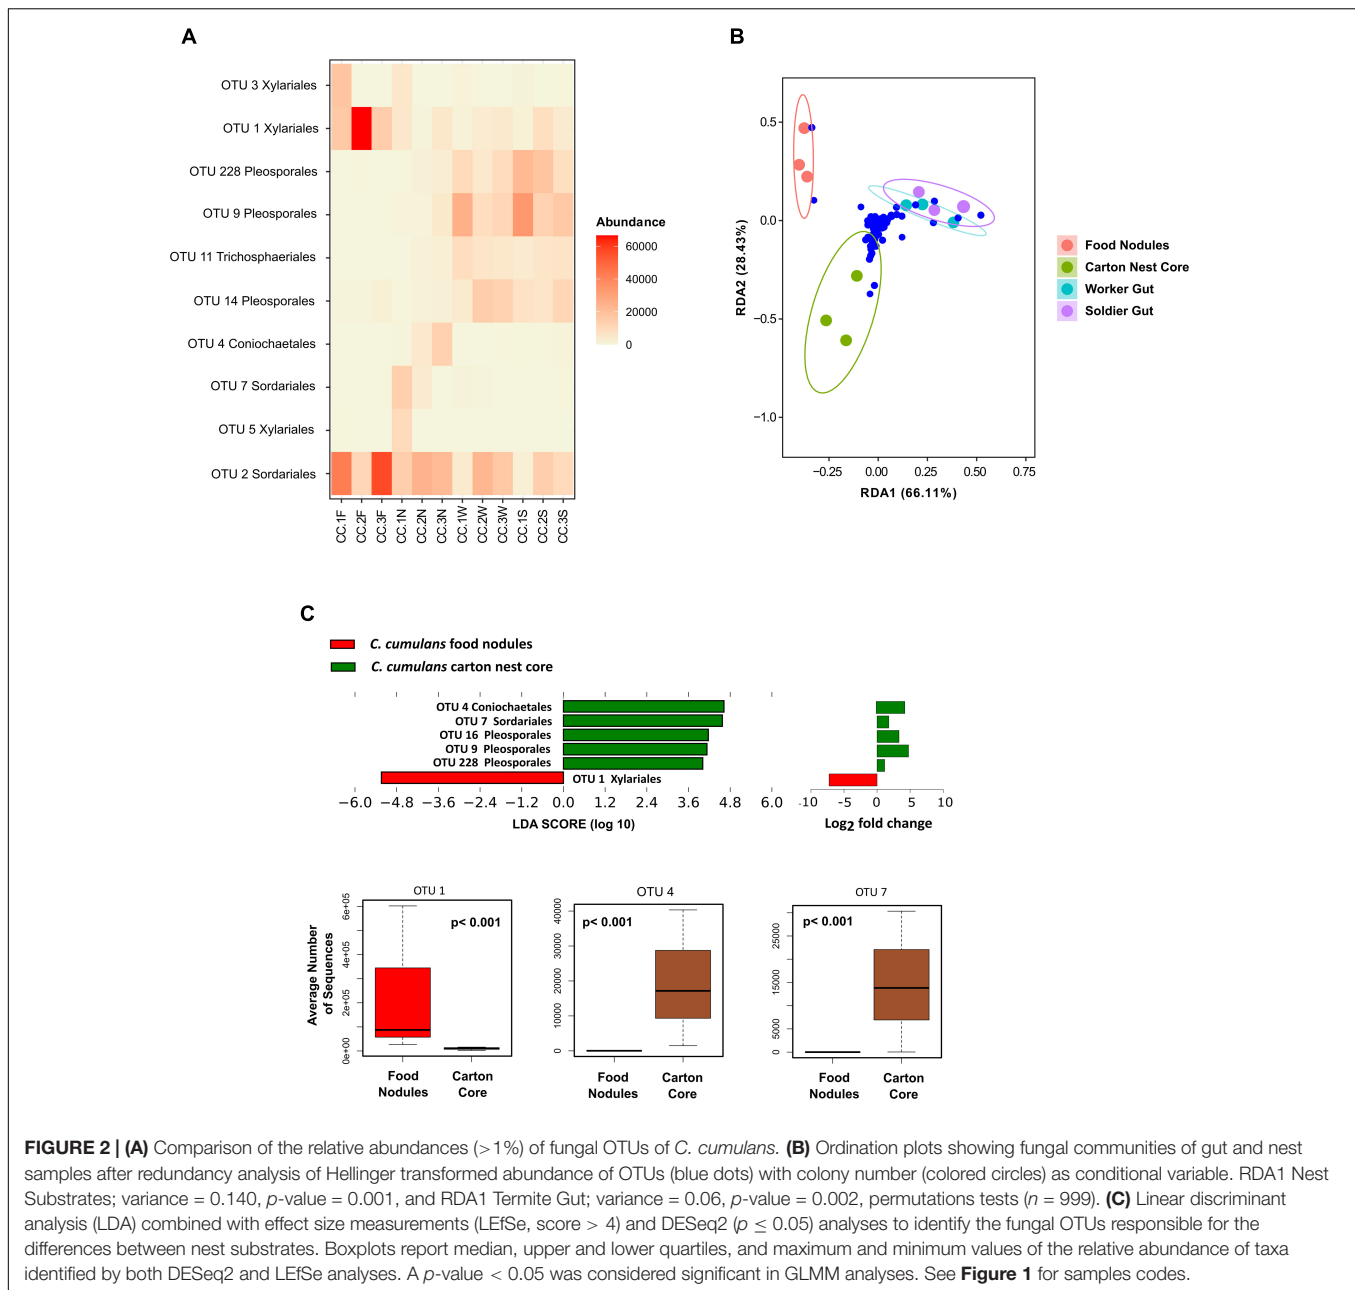 A
OTU 3 Xylariales
OTU 1 Xylariales
OTU 228 Pleosporales
OTU 9 Pleosporales
OTU 11 Trichosphaeriales
OTU 14 Pleosporales
OTU 4 Coniochaetales
OTU 7 Sordariales
OTU 5 Xylariales
OTU 2 Sordariales
CC.1F CC.2F CC.3F CC.1N CC.2N CC.3N CC.1W CC.2W CC.3W CC.1S CC.2S CC.3S
Abundance
60000
40000
20000
0
B
RDA2 (28.43%)
0.5
0.0
−0.5
−1.0
−0.25 0.00 0.25 0.50 0.75
RDA1 (66.11%)
Food Nodules
Carton Nest Core
Worker Gut
Soldier Gut
C
C. cumulans food nodules
C. cumulans carton nest core
OTU 4 Coniochaetales
OTU 7 Sordariales
OTU 16 Pleosporales
OTU 9 Pleosporales
OTU 228 Pleosporales
OTU 1 Xylariales
−6.0 −4.8 −3.6 −2.4 −1.2 0.0 1.2 2.4 3.6 4.8 6.0
LDA SCORE (log 10)
-10 -5 0 5 10
Log2 fold change
OTU 1
Average Number of Sequences
0e+00 2e+05 4e+05 6e+05
p< 0.001
Food Nodules
Carton Core
OTU 4
0 10000 20000 30000 40000
p< 0.001
Food Nodules
Carton Core
OTU 7
0 5000 15000 25000
p< 0.001
Food Nodules
Carton Core
FIGURE 2 | (A) Comparison of the relative abundances (>1%) of fungal OTUs of C. cumulans. (B) Ordination plots showing fungal communities of gut and nest
samples after redundancy analysis of Hellinger transformed abundance of OTUs (blue dots) with colony number (colored circles) as conditional variable. RDA1 Nest
Substrates; variance = 0.140, p-value = 0.001, and RDA1 Termite Gut; variance = 0.06, p-value = 0.002, permutations tests (n = 999). (C) Linear discriminant
analysis (LDA) combined with effect size measurements (LEfSe, score > 4) and DESeq2 (p ≤ 0.05) analyses to identify the fungal OTUs responsible for the
differences between nest substrates. Boxplots report median, upper and lower quartiles, and maximum and minimum values of the relative abundance of taxa
identified by both DESeq2 and LEfSe analyses. A p-value < 0.05 was considered significant in GLMM analyses. See Figure 1 for samples codes.